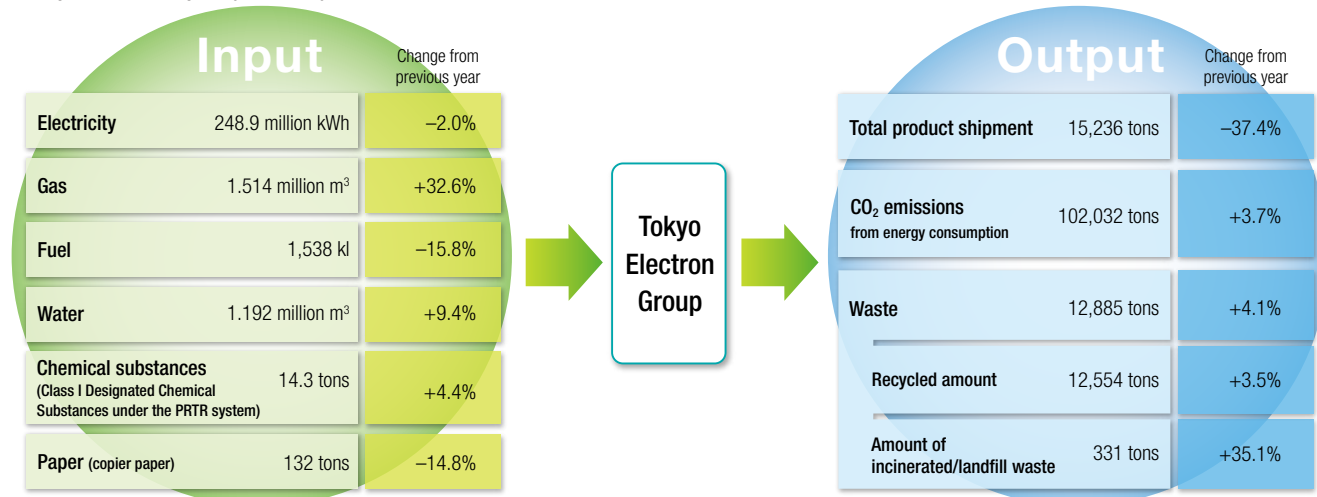 Input
Change from
previous year
Electricity 248.9 million kWh –2.0%
Gas 1.514 million m³ +32.6%
Fuel 1,538 kl –15.8%
Water 1.192 million m³ +9.4%
Chemical substances
(Class I Designated Chemical
Substances under the PRTR system)
14.3 tons +4.4%
Paper (copier paper) 132 tons –14.8%
Tokyo
Electron
Group
Output
Change from
previous year
Total product shipment 15,236 tons –37.4%
CO₂ emissions
from energy consumption
102,032 tons +3.7%
Waste 12,885 tons +4.1%
Recycled amount 12,554 tons +3.5%
Amount of
incinerated/landfill waste
331 tons +35.1%